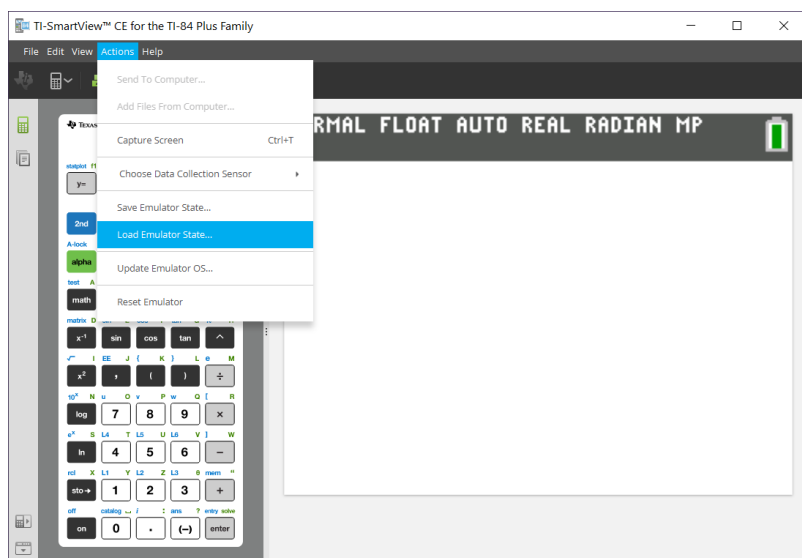 TI-SmartView™ CE for the TI-84 Plus Family
File Edit View Actions Help
Send To Computer...
Add Files From Computer...
Capture Screen Ctrl+T
Choose Data Collection Sensor
Save Emulator State...
Load Emulator State...
Update Emulator OS...
Reset Emulator
RMAL FLOAT AUTO REAL RADIAN MP
TEXAS
statplot f1
y=
2nd
A-lock
alpha
test A
math
matrix D
x⁻¹ sin cos tan ^
√ I EE J { K } L e M
x² , ( ) ÷
10ˣ N u O v P w Q [ R
log 7 8 9 ×
eˣ S L4 T L5 U L6 V ] W
ln 4 5 6 −
rcl X L1 Y L2 Z L3 θ mem "
sto→ 1 2 3 +
off catalog ⎵ i : ans ? entry solve
on 0 . (−) enter